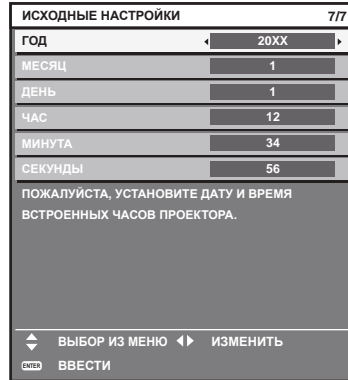 ИСХОДНЫЕ НАСТРОЙКИ 7/7
ГОД 20XX
МЕСЯЦ 1
ДЕНЬ 1
ЧАС 12
МИНУТА 34
СЕКУНДЫ 56
ПОЖАЛУЙСТА, УСТАНОВИТЕ ДАТУ И ВРЕМЯ
ВСТРОЕННЫХ ЧАСОВ ПРОЕКТОРА.
ВЫБОР ИЗ МЕНЮ ИЗМЕНИТЬ
ENTER ВВЕСТИ